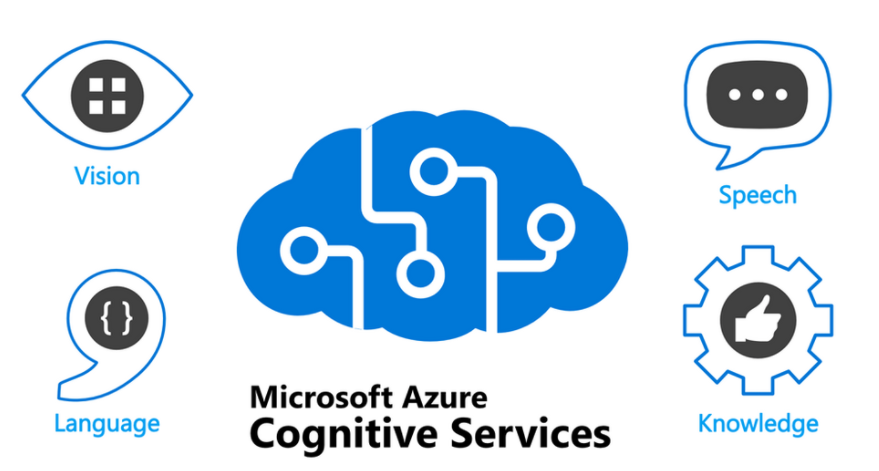 Vision
Speech
Language
Knowledge
Microsoft Azure
Cognitive Services